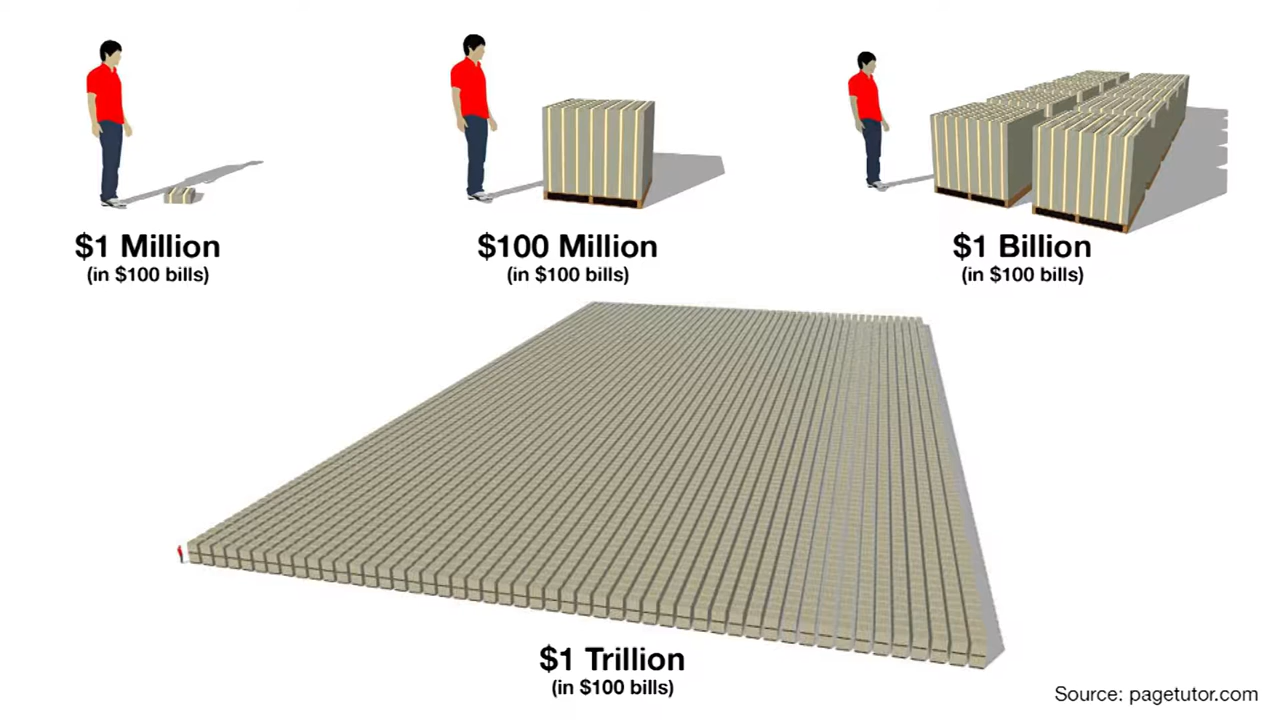 $1 Million
(in $100 bills)
$100 Million
(in $100 bills)
$1 Billion
(in $100 bills)
$1 Trillion
(in $100 bills)
Source: pagetutor.com